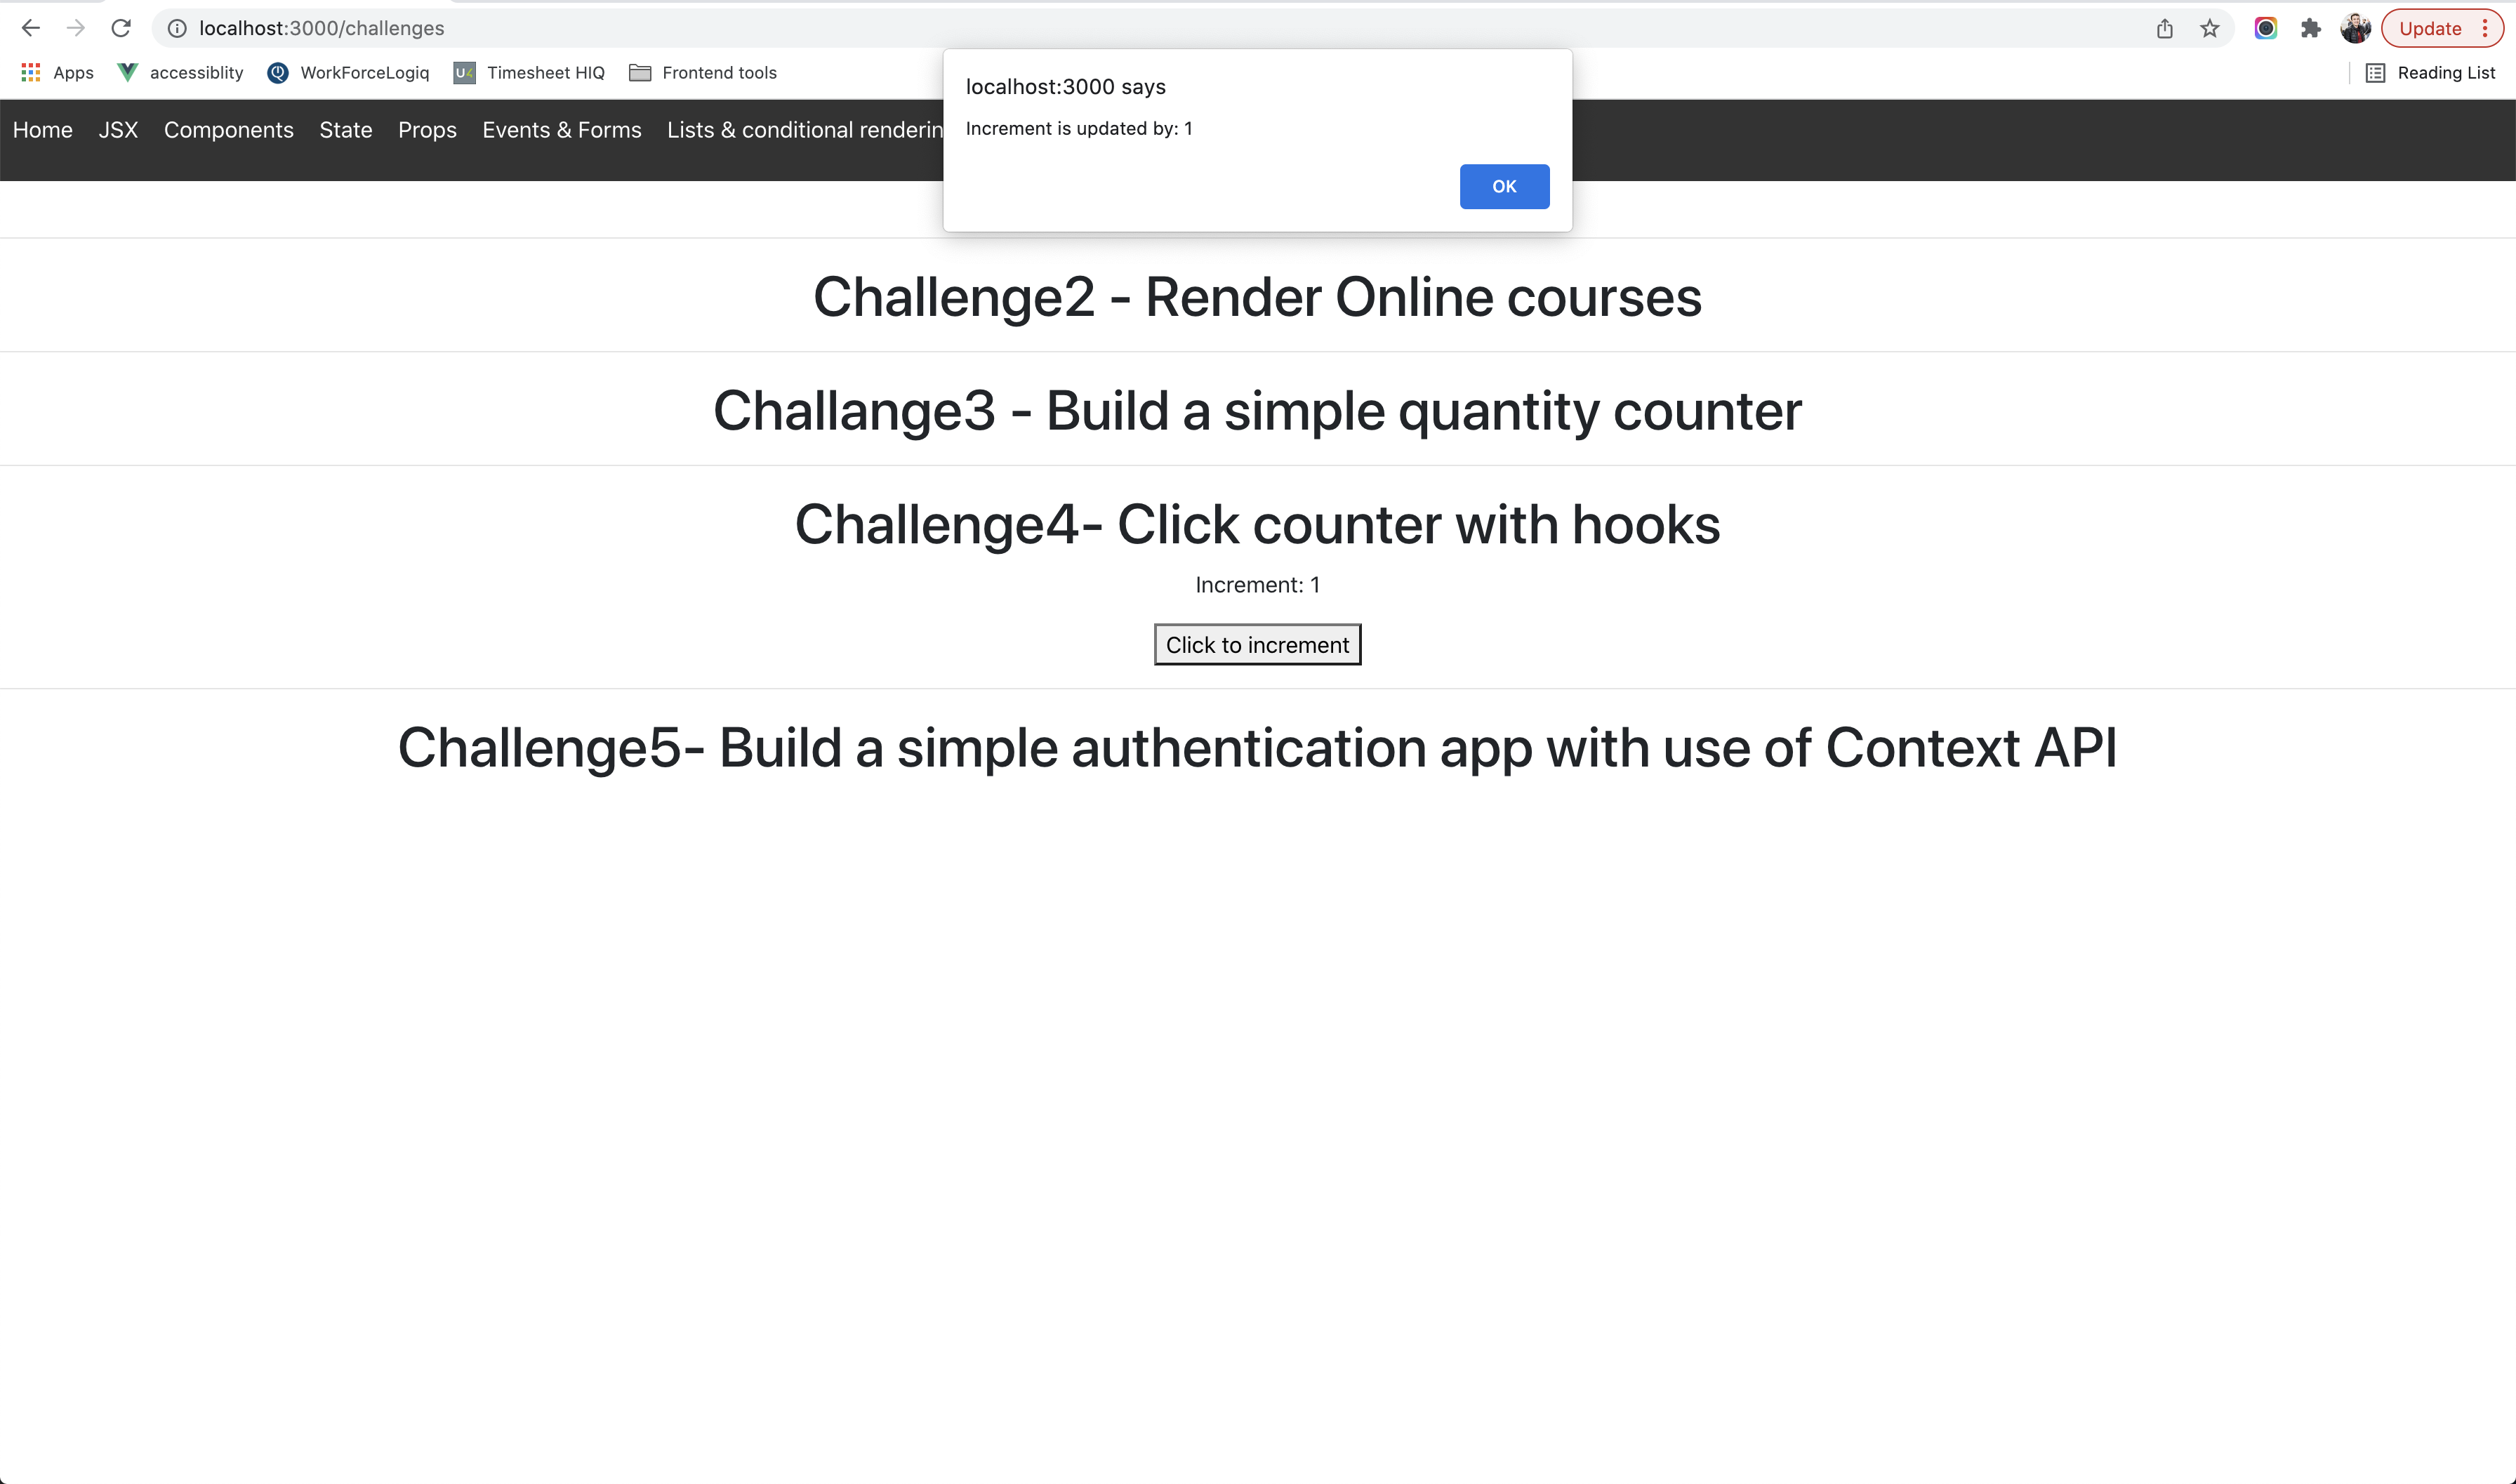 localhost:3000/challenges
Update
Apps accessiblity WorkForceLogiq U4 Timesheet HIQ Frontend tools Reading List
localhost:3000 says
Increment is updated by: 1
OK
Home JSX Components State Props Events & Forms Lists & conditional renderin
Challenge2 - Render Online courses
Challange3 - Build a simple quantity counter
Challenge4- Click counter with hooks
Increment: 1
Click to increment
Challenge5- Build a simple authentication app with use of Context API